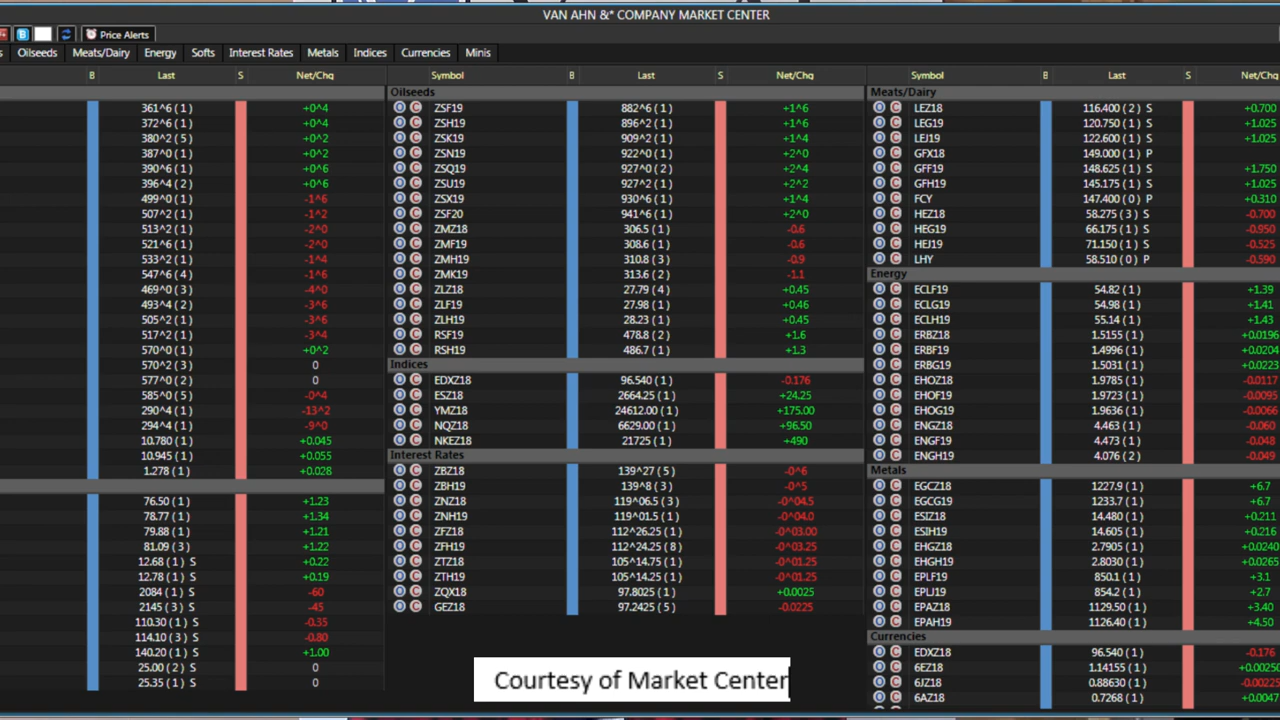 VAN AHN &* COMPANY MARKET CENTER
B Price Alerts
s Oilseeds Meats/Dairy Energy Softs Interest Rates Metals Indices Currencies Minis
B Last S Net/Chq
361^6 (1) +0^4
372^6 (1) +0^4
380^2 (5) +0^2
387^0 (1) +0^2
390^6 (1) +0^6
396^4 (2) +0^6
499^0 (1) -1^6
507^2 (1) -1^2
513^2 (1) -2^0
521^6 (1) -2^0
533^2 (1) -1^4
547^6 (4) -1^6
469^0 (3) -4^0
493^4 (2) -3^6
505^2 (1) -3^6
517^2 (1) -3^4
570^0 (1) +0^2
570^2 (3) 0
577^0 (2) 0
585^0 (5) -0^4
290^4 (1) -13^2
294^4 (1) -9^0
10.780 (1) +0.045
10.945 (1) +0.055
1.278 (1) +0.028
76.50 (1) +1.23
78.77 (1) +1.34
79.88 (1) +1.21
81.09 (3) +1.22
12.68 (1) S +0.22
12.78 (1) S +0.19
2084 (1) S -60
2145 (3) S -45
110.30 (1) S -0.35
114.10 (3) S -0.80
140.20 (1) S +1.00
25.00 (2) S 0
25.35 (1) S 0
Symbol B Last S Net/Chq
Oilseeds
O C ZSF19 882^6 (1) +1^6
O C ZSH19 896^2 (1) +1^6
O C ZSK19 909^2 (1) +1^4
O C ZSN19 922^0 (1) +2^0
O C ZSQ19 927^0 (2) +2^4
O C ZSU19 927^2 (1) +2^2
O C ZSX19 930^6 (1) +1^4
O C ZSF20 941^6 (1) +2^0
O C ZMZ18 306.5 (1) -0.6
O C ZMF19 308.6 (1) -0.6
O C ZMH19 310.8 (3) -0.9
O C ZMK19 313.6 (2) -1.1
O C ZLZ18 27.79 (4) +0.45
O C ZLF19 27.98 (1) +0.46
O C ZLH19 28.23 (1) +0.45
O C RSF19 478.8 (2) +1.6
O C RSH19 486.7 (1) +1.3
Indices
O C EDXZ18 96.540 (1) -0.176
O C ESZ18 2664.25 (1) +24.25
O C YMZ18 24612.00 (1) +175.00
O C NQZ18 6629.00 (1) +96.50
O C NKEZ18 21725 (1) +490
Interest Rates
O C ZBZ18 139^27 (5) -0^6
O C ZBH19 139^8 (3) -0^5
O C ZNZ18 119^06.5 (3) -0^04.5
O C ZNH19 119^01.5 (1) -0^04.0
O C ZFZ18 112^26.25 (1) -0^03.00
O C ZFH19 112^24.25 (8) -0^03.25
O C ZTZ18 105^14.75 (1) -0^01.25
O C ZTH19 105^14.25 (1) -0^01.25
O C ZQX18 97.8025 (1) +0.0025
O C GEZ18 97.2425 (5) -0.0225
Symbol B Last S Net/Chq
Meats/Dairy
O C LEZ18 116.400 (2) S +0.700
O C LEG19 120.750 (1) S +1.025
O C LEJ19 122.600 (1) S +1.025
O C GFX18 149.000 (1) P
O C GFF19 148.625 (1) S +1.750
O C GFH19 145.175 (1) S +1.025
O C FCY 147.400 (0) P +0.310
O C HEZ18 58.275 (3) S -0.700
O C HEG19 66.175 (1) S -0.950
O C HEJ19 71.150 (1) S -0.525
O C LHY 58.510 (0) P -0.590
Energy
O C ECLF19 54.82 (1) +1.39
O C ECLG19 54.98 (1) +1.41
O C ECLH19 55.14 (1) +1.43
O C ERBZ18 1.5155 (1) +0.0196
O C ERBF19 1.4996 (1) +0.0204
O C ERBG19 1.5031 (1) +0.0223
O C EHOZ18 1.9785 (1) -0.0117
O C EHOF19 1.9723 (1) -0.0095
O C EHOG19 1.9636 (1) -0.0066
O C ENGZ18 4.463 (1) -0.060
O C ENGF19 4.473 (1) -0.048
O C ENGH19 4.076 (2) -0.049
Metals
O C EGCZ18 1227.9 (1) +6.7
O C EGCG19 1233.7 (1) +6.7
O C ESIZ18 14.480 (1) +0.211
O C ESIH19 14.605 (1) +0.216
O C EHGZ18 2.7905 (1) +0.0240
O C EHGH19 2.8030 (1) +0.0265
O C EPLF19 850.1 (1) +3.1
O C EPLJ19 854.2 (1) +2.7
O C EPAZ18 1129.50 (1) +3.40
O C EPAH19 1126.40 (1) +4.50
Currencies
O C EDXZ18 96.540 (1) -0.176
O C 6EZ18 1.14155 (1) +0.00250
O C 6JZ18 0.88630 (1) -0.00225
O C 6AZ18 0.7268 (1) +0.0047
Courtesy of Market Center